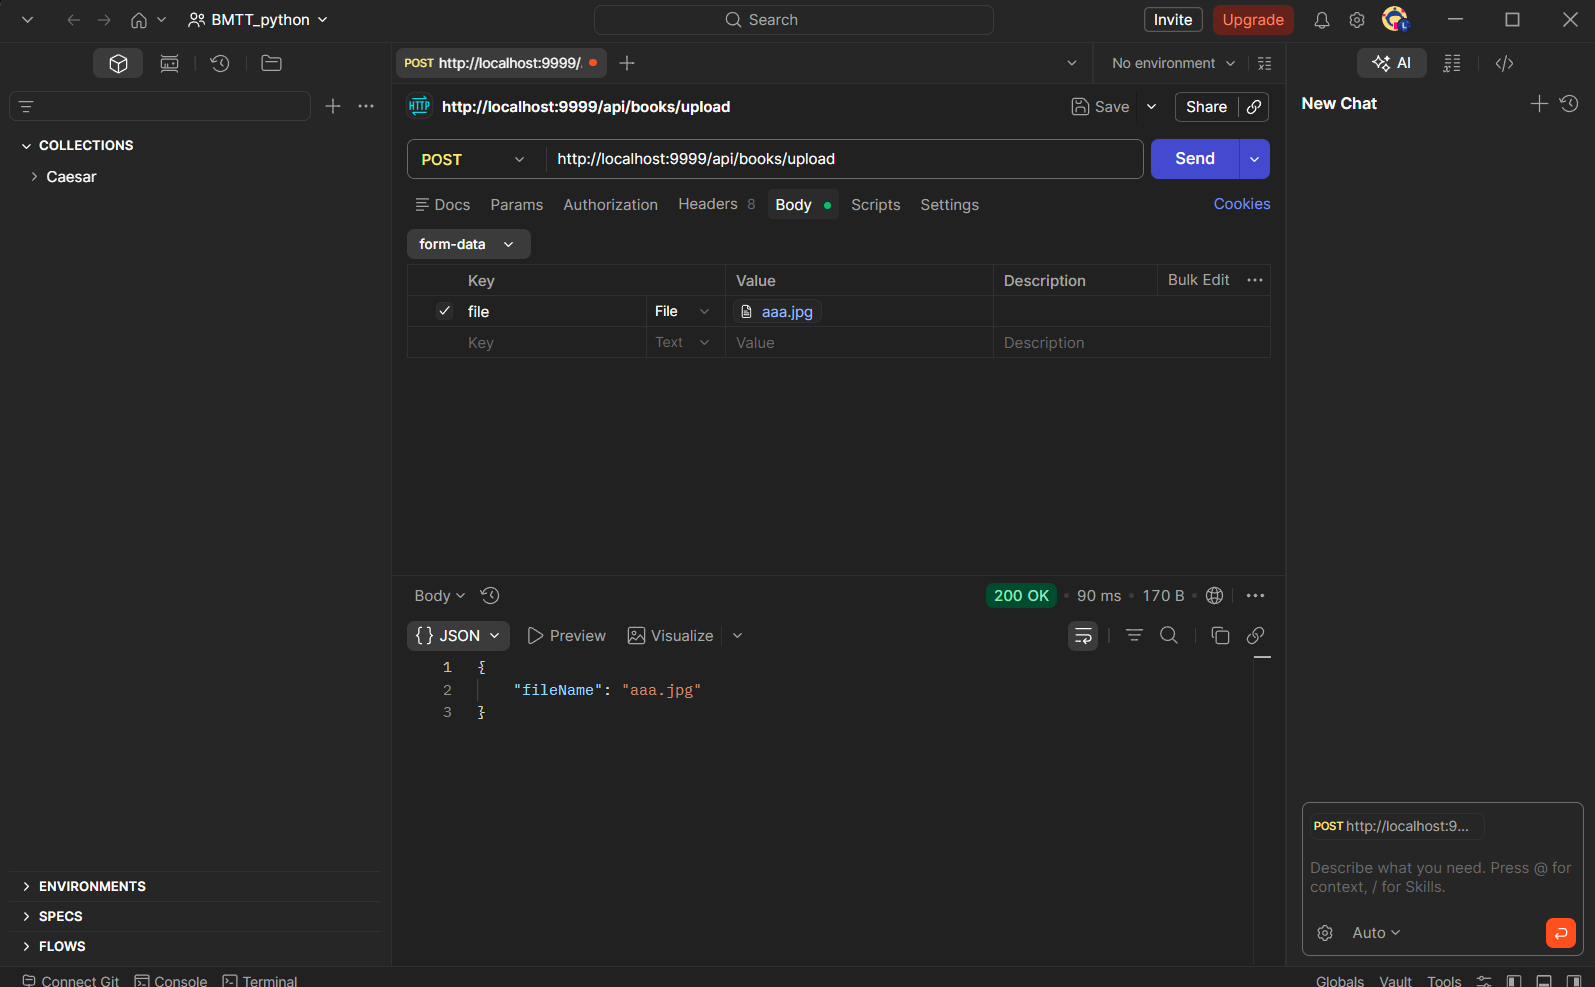 BMTT_python
Search
Invite
Upgrade
POST http://localhost:9999/
No environment
AI
HTTP http://localhost:9999/api/books/upload
Save
Share
New Chat
COLLECTIONS
Caesar
POST
http://localhost:9999/api/books/upload
Send
Docs
Params
Authorization
Headers 8
Body
Scripts
Settings
Cookies
form-data
Key
Value
Description
Bulk Edit
file
File
aaa.jpg
Key
Text
Value
Description
Body
200 OK
90 ms
170 B
{} JSON
Preview
Visualize
1 {
2 "fileName": "aaa.jpg"
3 }
ENVIRONMENTS
SPECS
FLOWS
POST http://localhost:9...
Describe what you need. Press @ for
context, / for Skills.
Auto
Connect Git
Console
Terminal
Globals
Vault
Tools